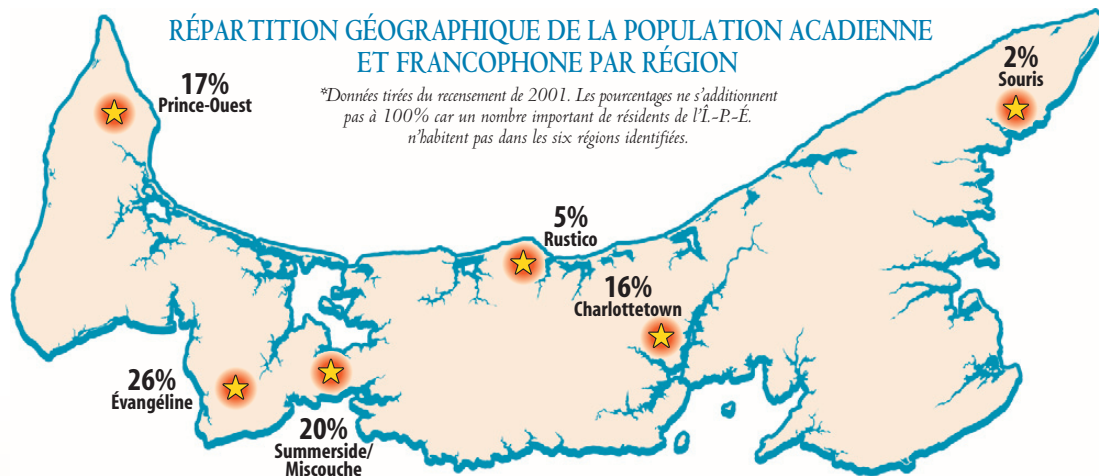 RÉPARTITION GÉOGRAPHIQUE DE LA POPULATION ACADIENNE
ET FRANCOPHONE PAR RÉGION
*Données tirées du recensement de 2001. Les pourcentages ne s'additionnent
pas à 100% car un nombre important de résidents de l'Î.-P.-É.
n'habitent pas dans les six régions identifiées.
17%
Prince-Ouest
2%
Souris
5%
Rustico
16%
Charlottetown
26%
Évangéline
20%
Summerside/
Miscouche